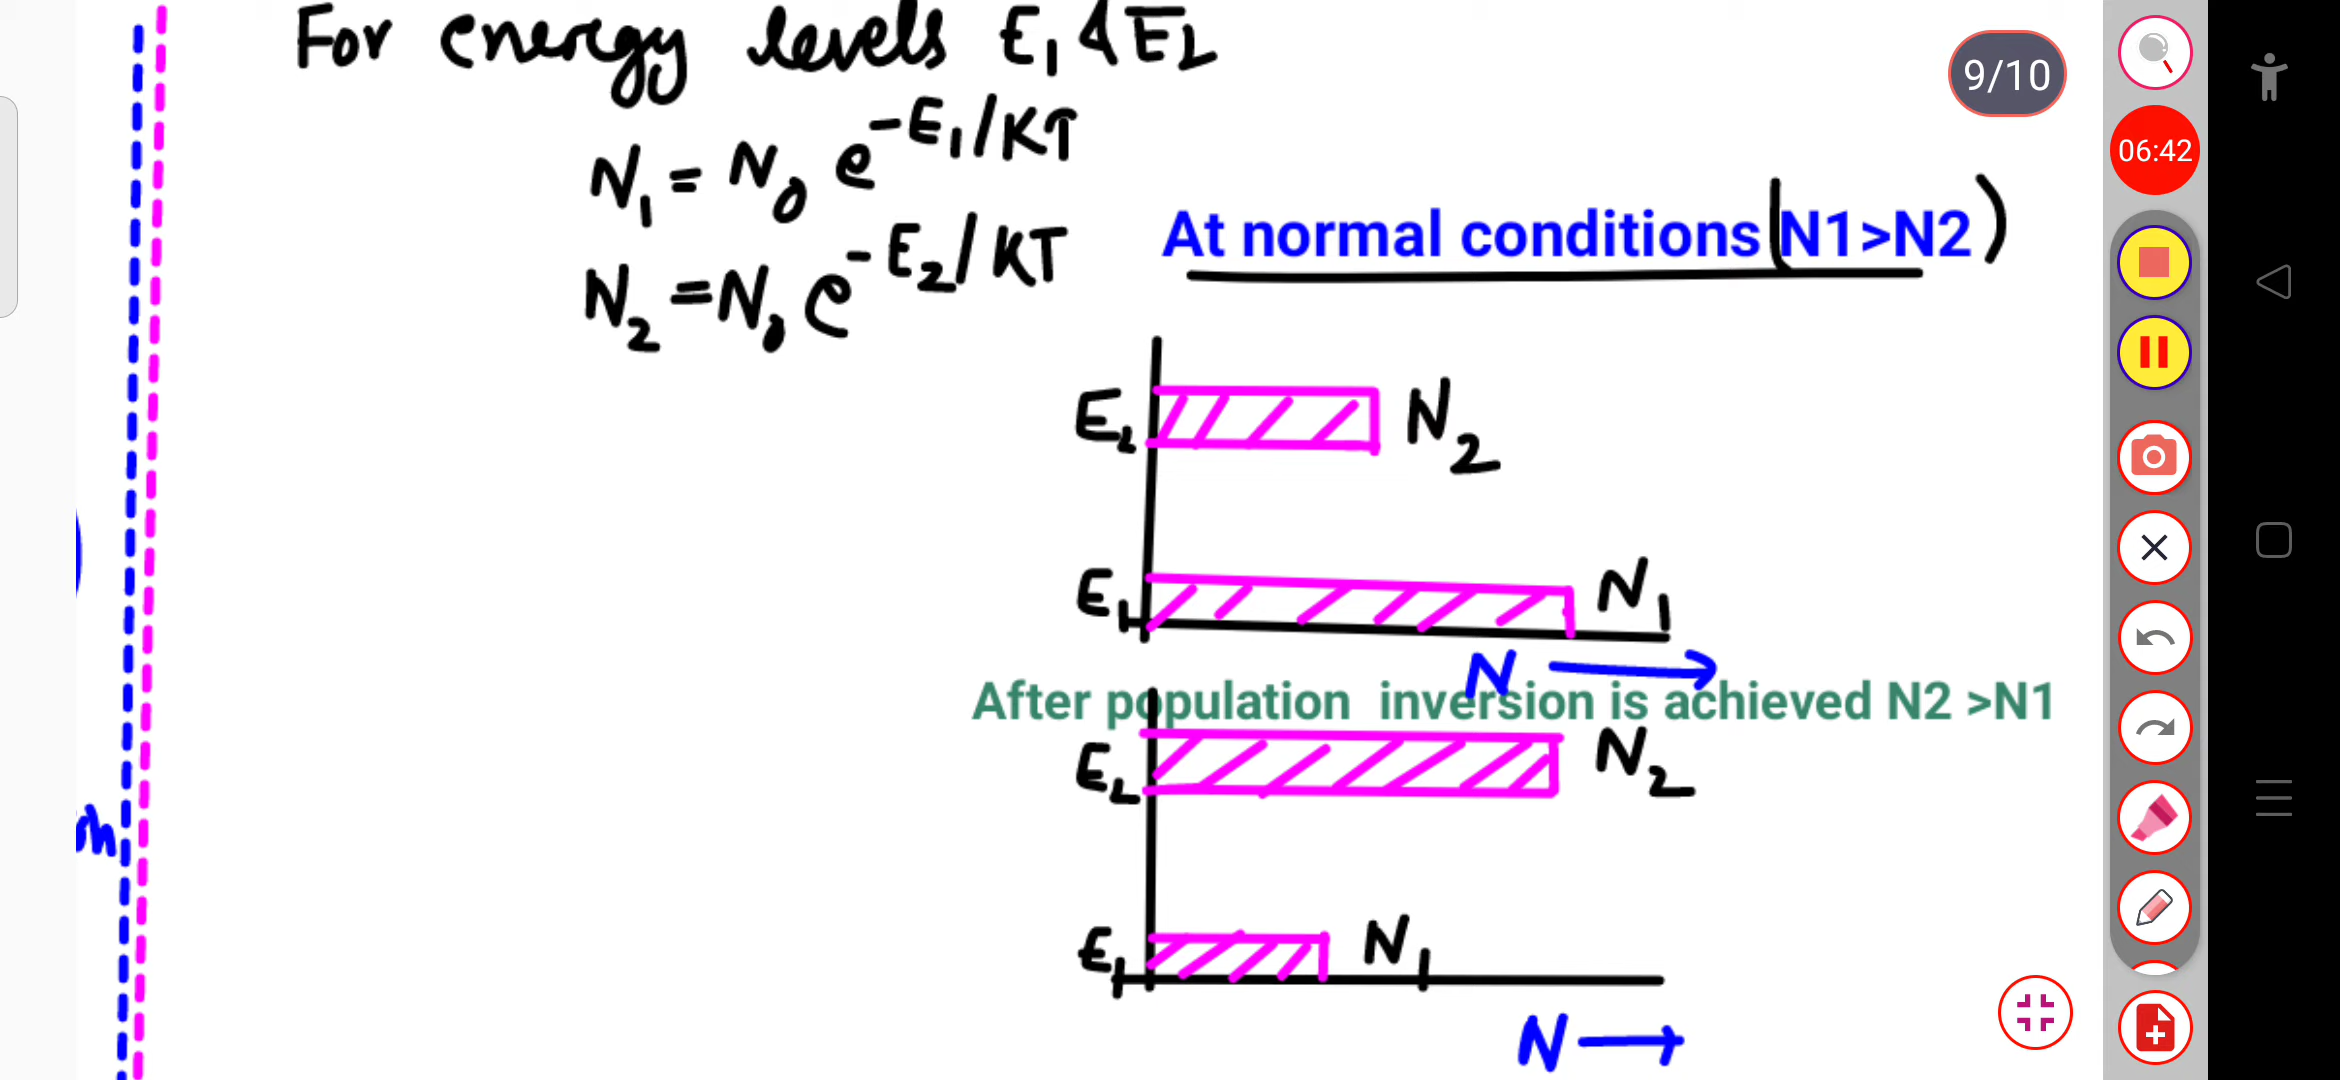 For energy levels E1 & E2
9/10
N1 = N0 e^-E1/KT
06:42
N2 = N0 e^-E2/KT
At normal conditions (N1>N2)
E2 N2
E1 N1
N →
After population inversion is achieved N2 >N1
E2 N2
E1 N1
N →